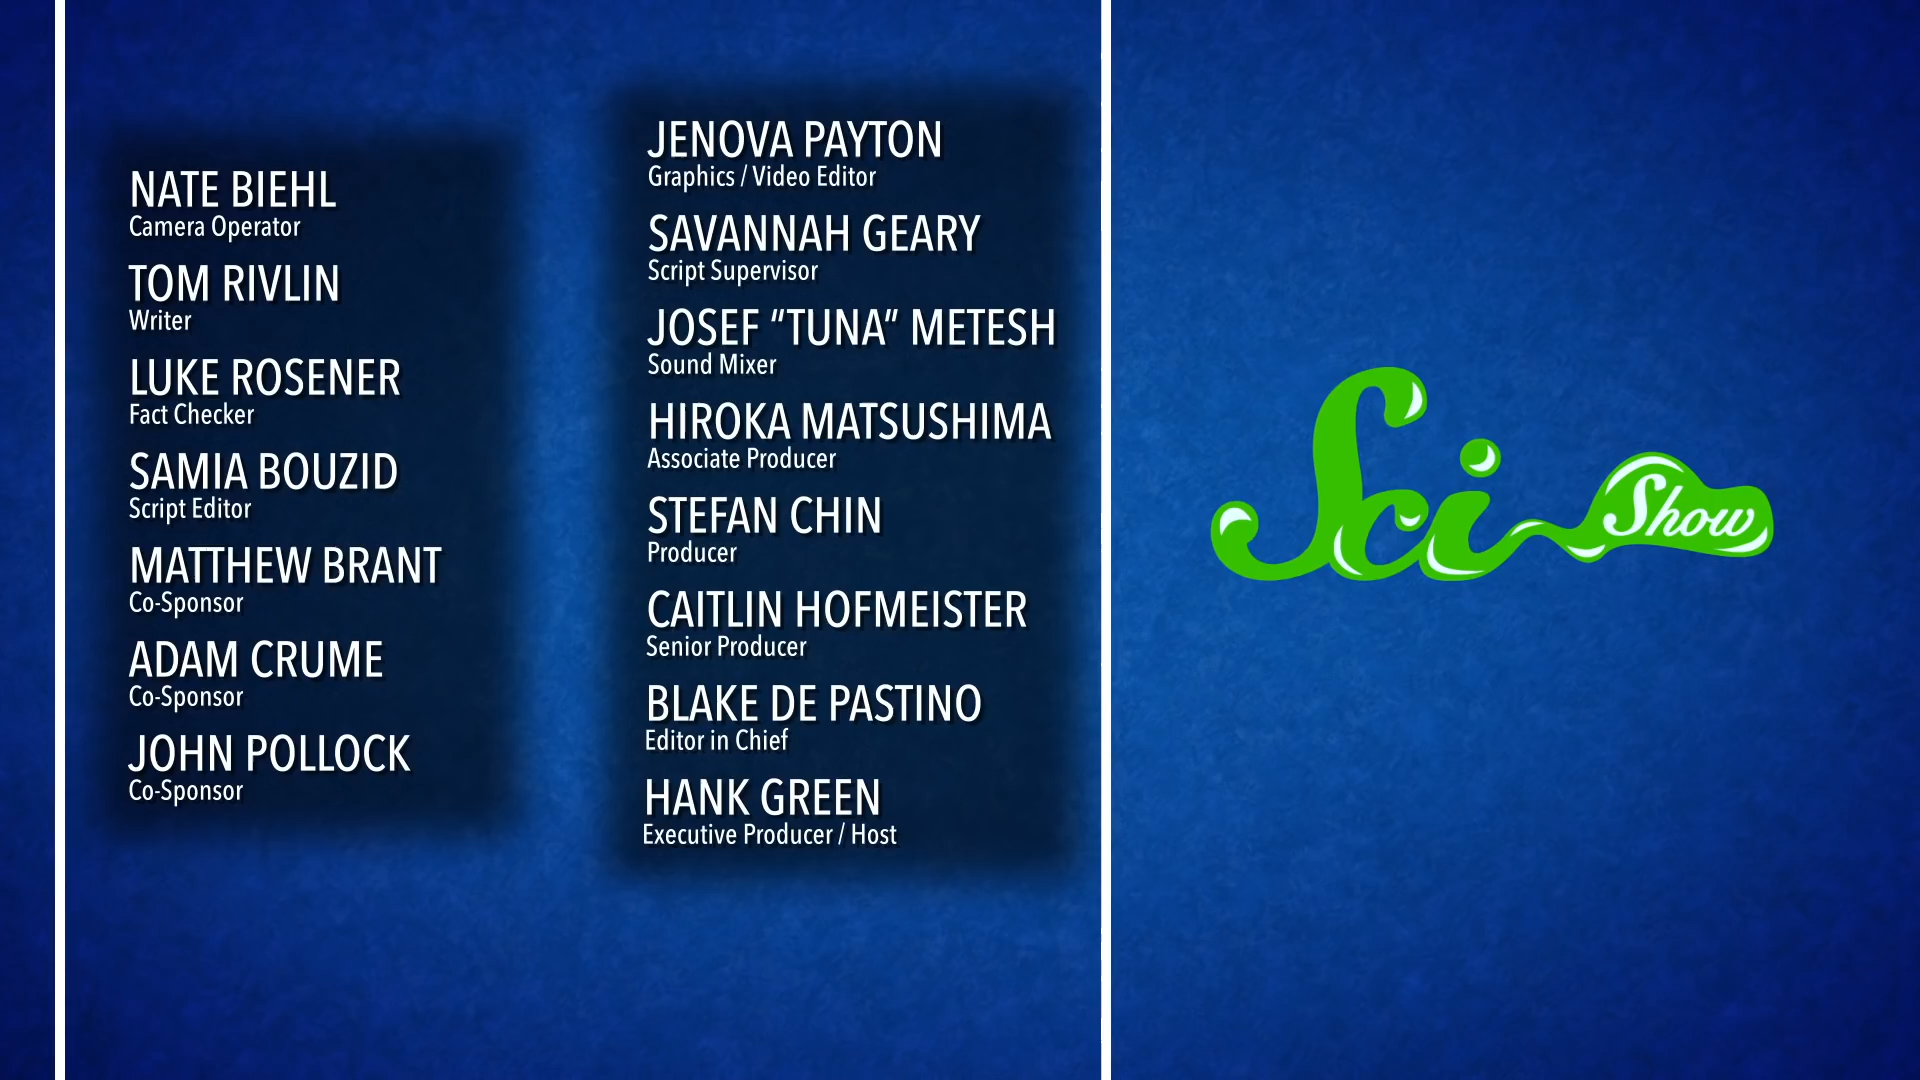 NATE BIEHL
Camera Operator
TOM RIVLIN
Writer
LUKE ROSENER
Fact Checker
SAMIA BOUZID
Script Editor
MATTHEW BRANT
Co-Sponsor
ADAM CRUME
Co-Sponsor
JOHN POLLOCK
Co-Sponsor
JENOVA PAYTON
Graphics / Video Editor
SAVANNAH GEARY
Script Supervisor
JOSEF “TUNA” METESH
Sound Mixer
HIROKA MATSUSHIMA
Associate Producer
STEFAN CHIN
Producer
CAITLIN HOFMEISTER
Senior Producer
BLAKE DE PASTINO
Editor in Chief
HANK GREEN
Executive Producer / Host
Sci Show